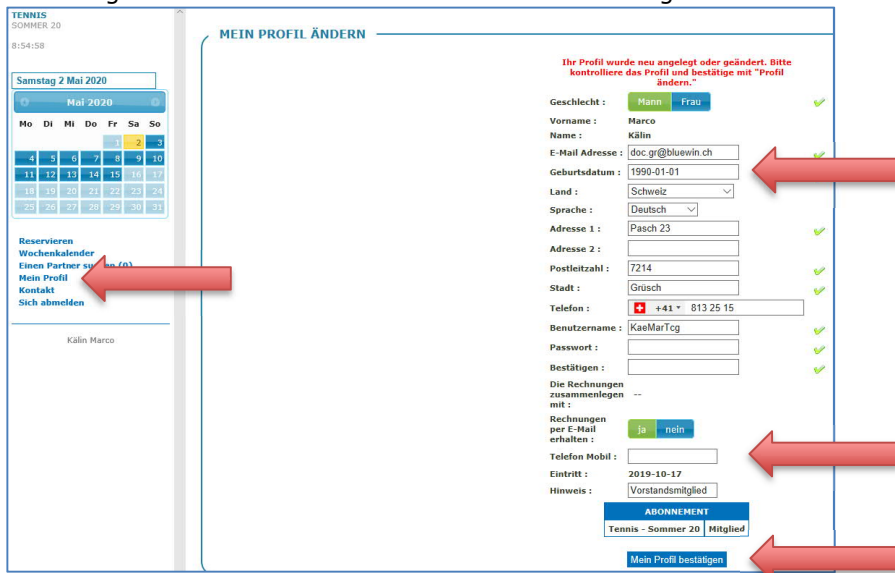 TENNIS
SOMMER 20
8:54:58
Samstag 2 Mai 2020
Mai 2020
Mo Di Mi Do Fr Sa So
1 2 3
4 5 6 7 8 9 10
11 12 13 14 15 16 17
18 19 20 21 22 23 24
25 26 27 28 29 30 31
Reservieren
Wochenkalender
Einen Partner (0)
Mein Profil
Kontakt
Sich abmelden
Kälin Marco
MEIN PROFIL ÄNDERN
Ihr Profil wurde neu angelegt oder geändert. Bitte
kontrolliere das Profil und bestätige mit "Profil
ändern."
Geschlecht : Mann Frau
Vorname : Marco
Name : Kälin
E-Mail Adresse : doc.gr@bluewin.ch
Geburtsdatum : 1990-01-01
Land : Schweiz
Sprache : Deutsch
Adresse 1 : Pasch 23
Adresse 2 :
Postleitzahl : 7214
Stadt : Grüsch
Telefon : +41 813 25 15
Benutzername : KaeMarTcg
Passwort :
Bestätigen :
Die Rechnungen
zusammenlegen --
mit :
Rechnungen
per E-Mail ja nein
erhalten :
Telefon Mobil :
Eintritt : 2019-10-17
Hinweis : Vorstandsmitglied
ABONNEMENT
Tennis - Sommer 20 Mitglied
Mein Profil bestätigen